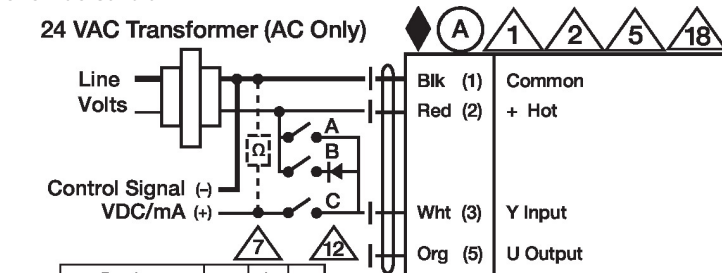 24 VAC Transformer (AC Only)
A 1 2 5 18
Line
Volts
Blk (1) Common
Red (2) + Hot
A
B
Ω
C
Control Signal (–)
VDC/mA (+)
Wht (3) Y Input
7 12
Org (5) U Output